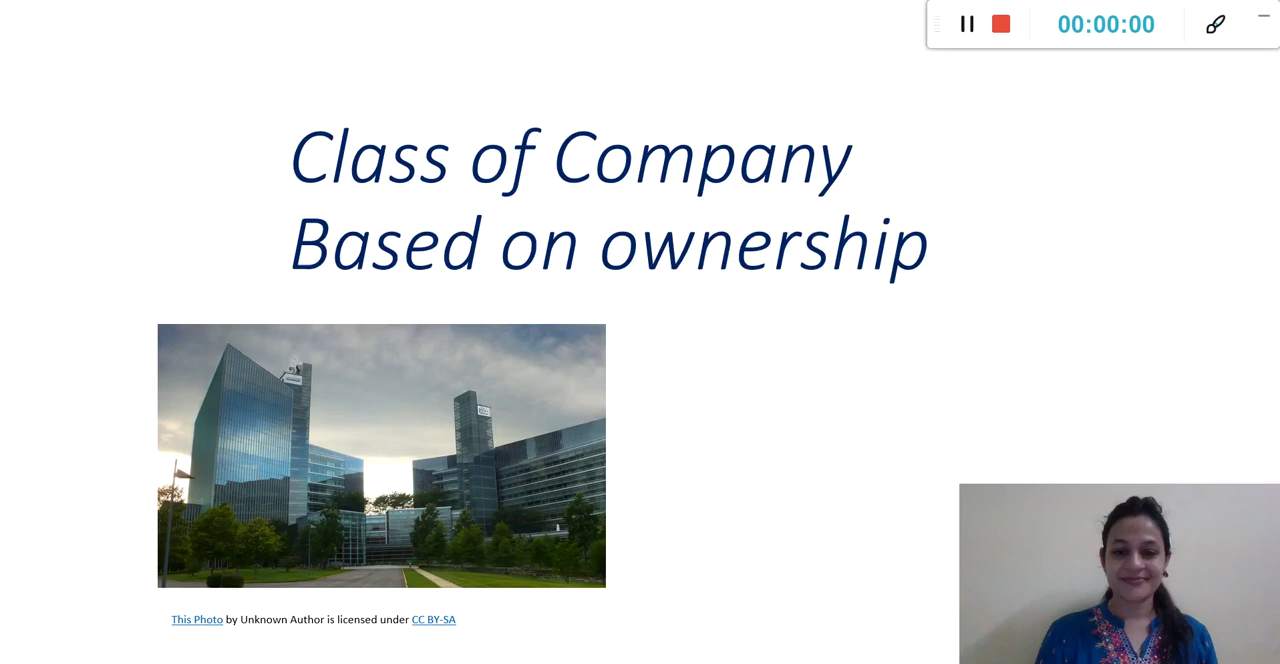 00:00:00
Class of Company
Based on ownership
This Photo by Unknown Author is licensed under CC BY-SA